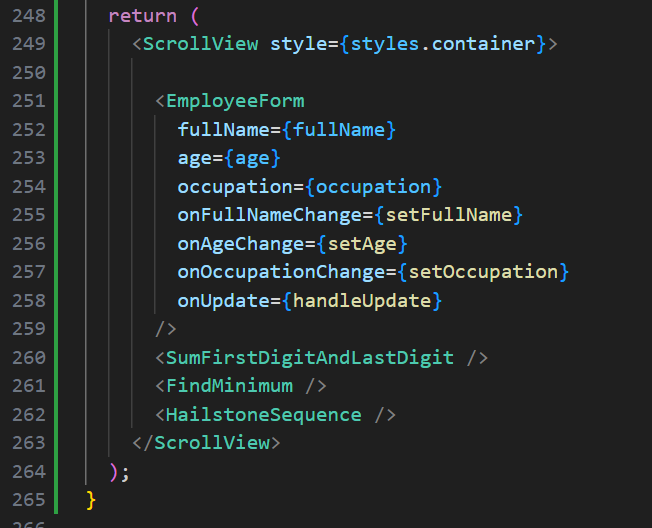 248 return (
249 <ScrollView style={styles.container}>
250
251 <EmployeeForm
252 fullName={fullName}
253 age={age}
254 occupation={occupation}
255 onFullNameChange={setFullName}
256 onAgeChange={setAge}
257 onOccupationChange={setOccupation}
258 onUpdate={handleUpdate}
259 />
260 <SumFirstDigitAndLastDigit />
261 <FindMinimum />
262 <HailstoneSequence />
263 </ScrollView>
264 );
265 }
266